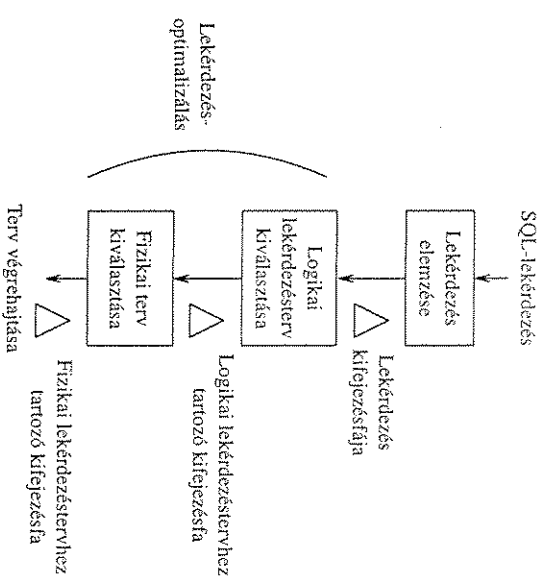 SQL-lekérdezés
Lekérdezés
elemzése
Lekérdezés
kifejezésfája
Logikai
lekérdezésterv
kiválasztása
Lekérdezés-
optimalizálás
Logikai lekérdezéstervhez
tartozó kifejezésfa
Fizikai terv
kiválasztása
Fizikai lekérdezéstervhez
tartozó kifejezésfa
Terv végrehajtása